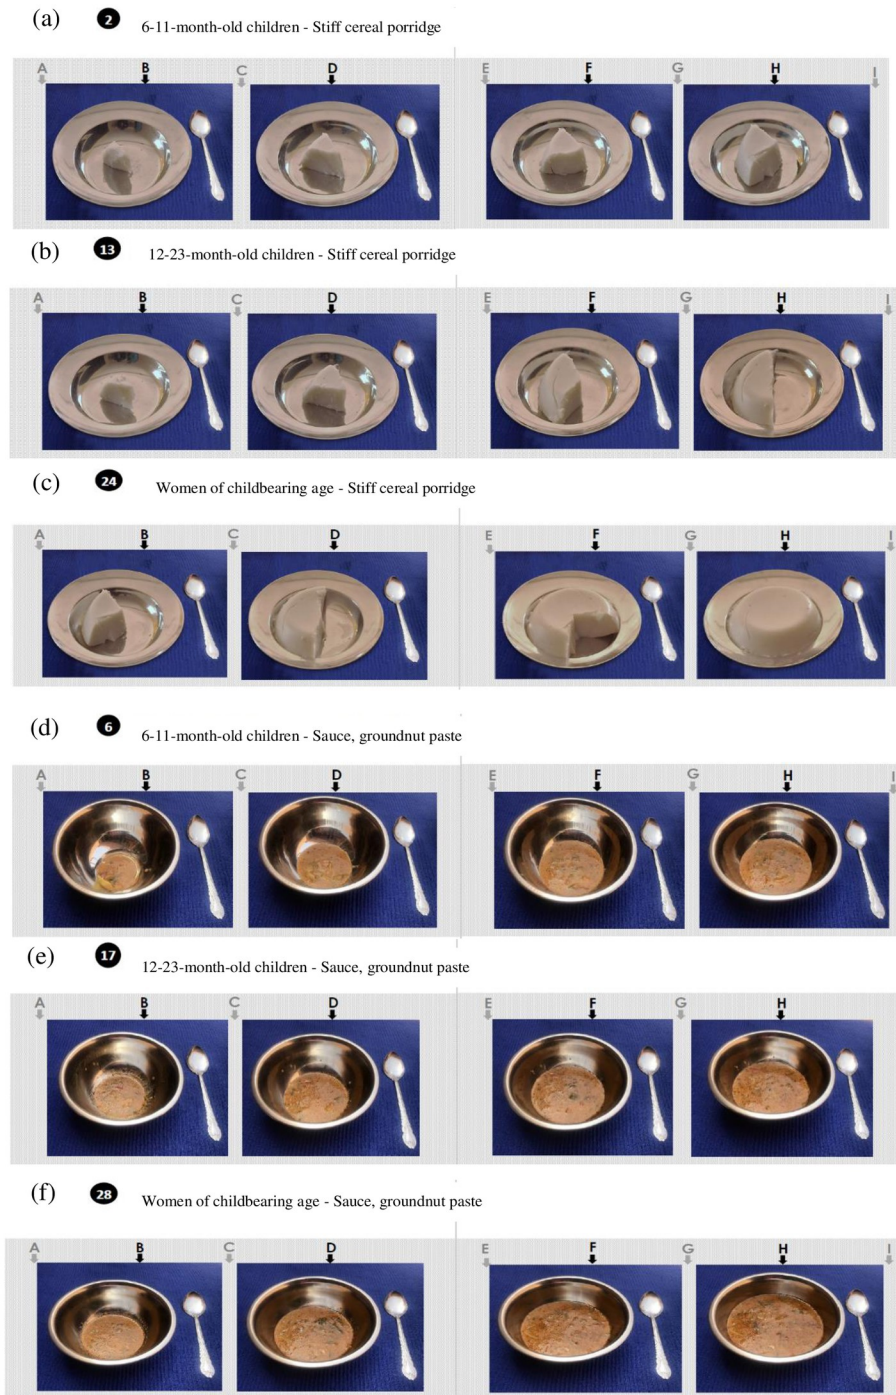 (a) 2 6-11-month-old children - Stiff cereal porridge
A B C D E F G H I
(b) 13 12-23-month-old children - Stiff cereal porridge
A B C D E F G H I
(c) 24 Women of childbearing age - Stiff cereal porridge
A B C D E F G H I
(d) 6 6-11-month-old children - Sauce, groundnut paste
A B C D E F G H I
(e) 17 12-23-month-old children - Sauce, groundnut paste
A B C D E F G H
(f) 28 Women of childbearing age - Sauce, groundnut paste
A B C D E F G H I